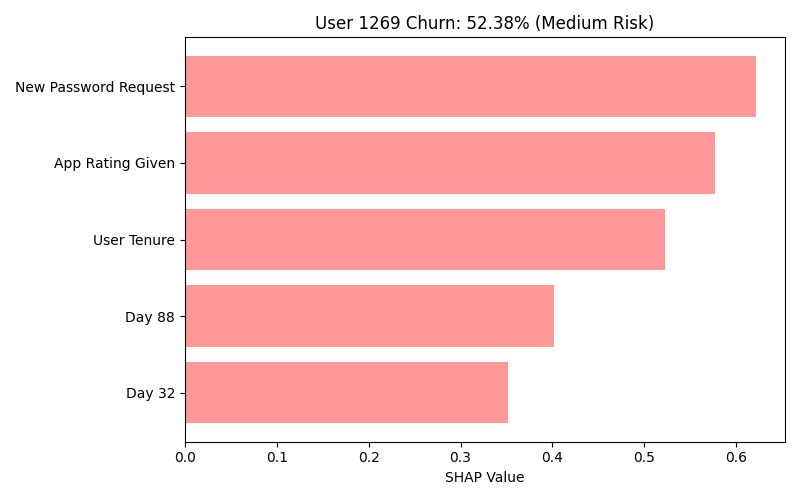 User 1269 Churn: 52.38% (Medium Risk)
New Password Request
App Rating Given
User Tenure
Day 88
Day 32
0.0 0.1 0.2 0.3 0.4 0.5 0.6
SHAP Value